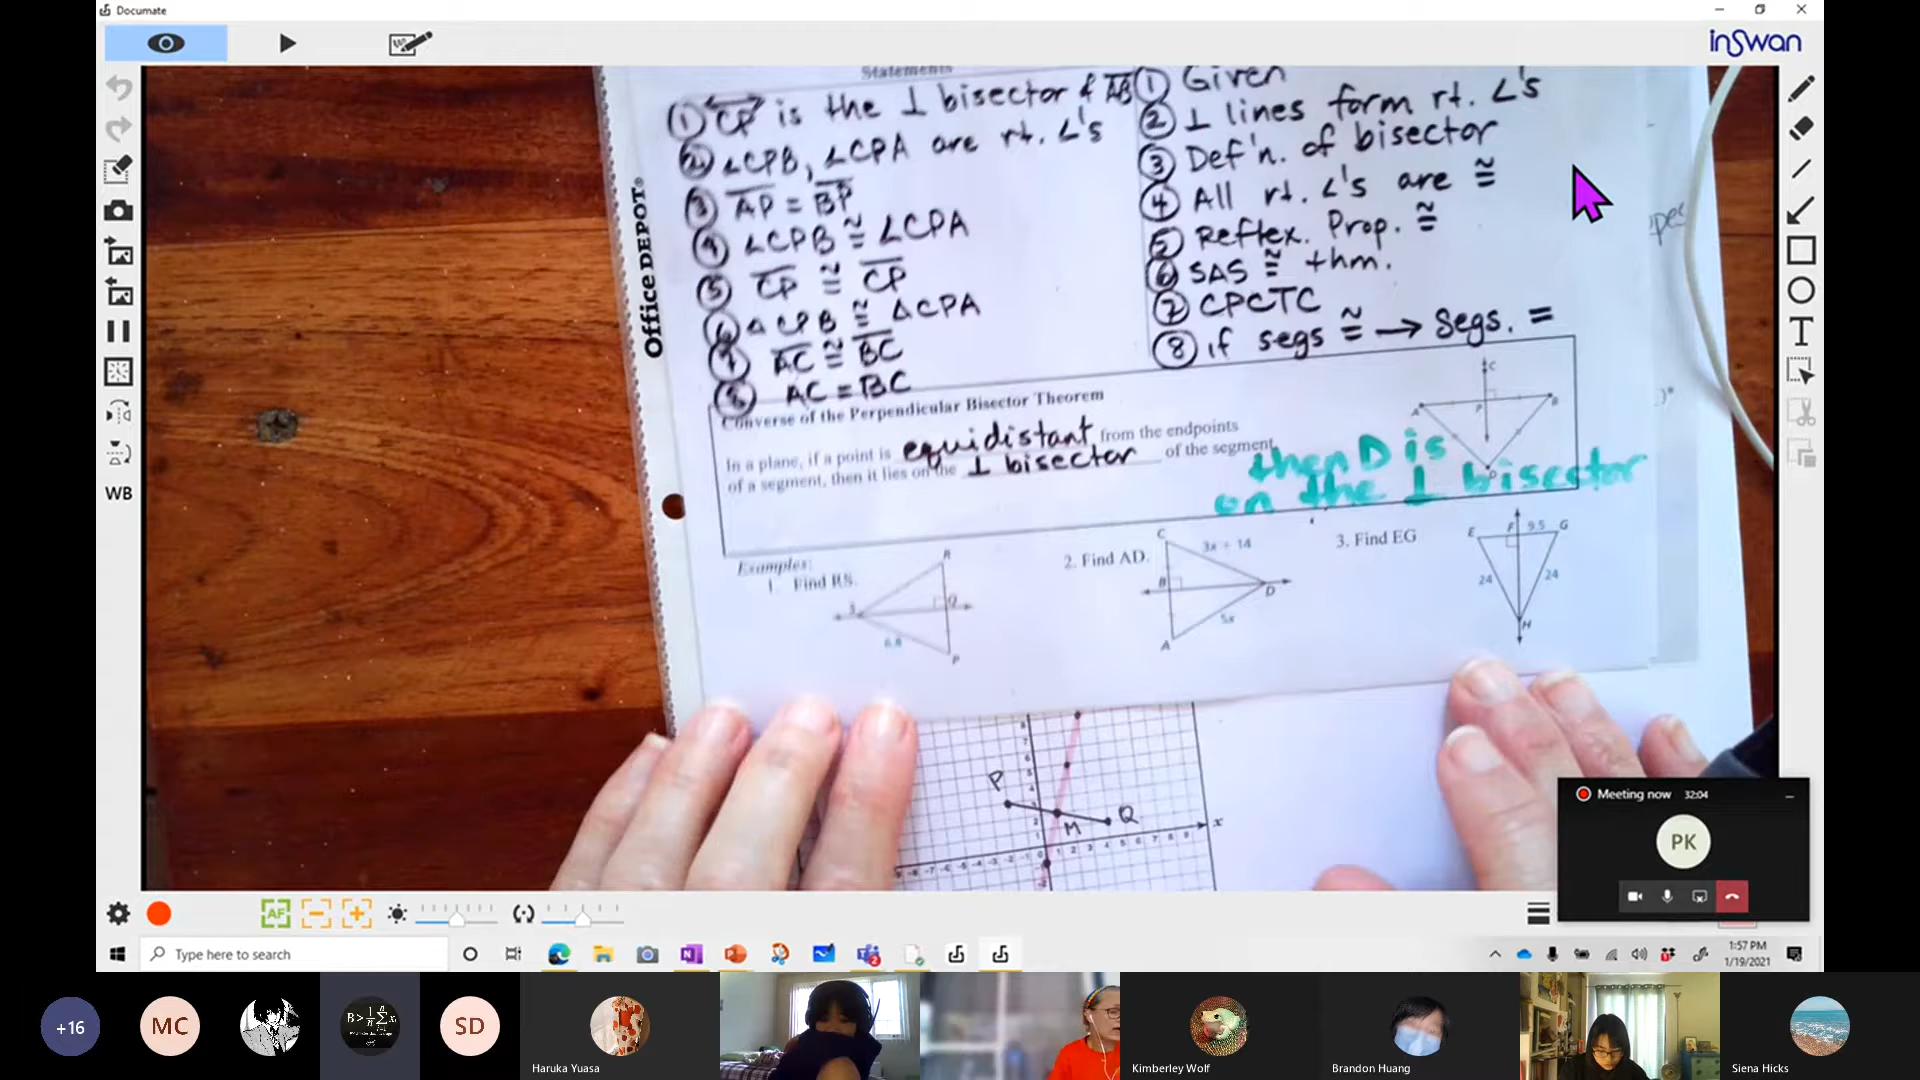 Documate
inSwan
Statements
① CP is the ⊥ bisector of AB
② ∠CPB, ∠CPA are rt. ∠'s
③ AP = BP
④ ∠CPB ≅ ∠CPA
⑤ CP ≅ CP
⑥ △CPB ≅ △CPA
⑦ AC ≅ BC
⑧ AC = BC
① Given
② ⊥ lines form rt. ∠'s
③ Def'n. of bisector
④ All rt. ∠'s are ≅
⑤ Reflex. Prop. ≅
⑥ SAS ≅ thm.
⑦ CPCTC
⑧ if segs ≅ → segs. =
Office DEPOT
Converse of the Perpendicular Bisector Theorem
In a plane, if a point is equidistant from the endpoints
of a segment, then it lies on the ⊥ bisector of the segment
then D is
on the ⊥ bisector
C
A P B
D
Examples:
1. Find RS.
R
S Q
6.8
P
2. Find AD.
C
3x + 14
B
D
5x
A
3. Find EG
E F 9.5 G
24 24
H
P
M Q
x
WB
T
AF
Meeting now 32:04
PK
Type here to search
1:57 PM
1/19/2021
+16
MC
SD
Haruka Yuasa
Kimberley Wolf
Brandon Huang
Siena Hicks